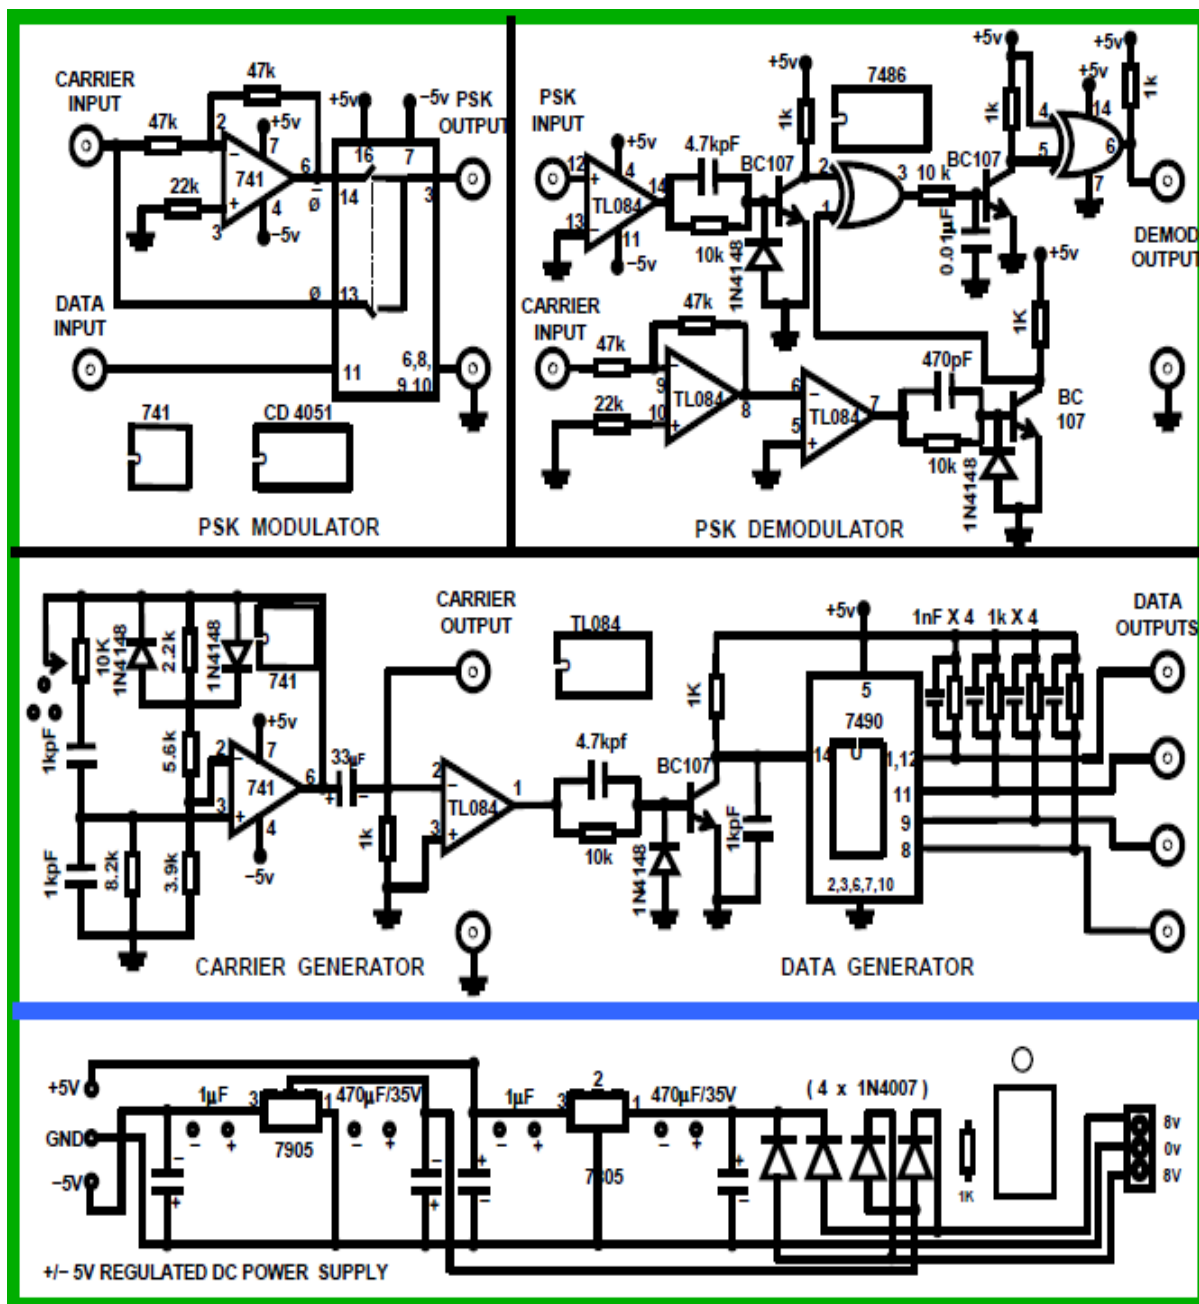 CARRIER INPUT
47k
47k
2
+5v
7
741
6
22k
3
4
−5v
Ø
+5v
−5v
PSK OUTPUT
16
7
14
3
Ø
13
DATA INPUT
11
6,8,
9 10
741
CD 4051
PSK MODULATOR
PSK INPUT
12
+
+5v
4
14
TL084
13
11
−5v
4.7kpF
10k
+5v
1k
BC107
1N4148
7486
2
1
3
10 k
BC107
0.01µF
+5v
1k
4
5
+5v
14
6
7
+5v
1k
DEMOD
OUTPUT
CARRIER INPUT
47k
47k
9
22k
10
TL084
8
6
5
TL084
7
470pF
10k
1N4148
+5v
1K
BC
107
PSK DEMODULATOR
10K
1N4148
2.2k
1N4148
741
1kpF
5.6k
2
+5v
7
741
6
3
4
−5v
1kpF
8.2k
3.9k
33µF
+
−
CARRIER OUTPUT
1k
2
3
TL084
1
CARRIER GENERATOR
TL084
4.7kpf
10k
1N4148
BC107
1K
1kpF
+5v
5
7490
U
14
1,12
11
9
8
2,3,6,7,10
1nF X 4
1k X 4
DATA OUTPUTS
DATA GENERATOR
+5V
GND
−5V
1µF
− +
3
1
7905
470µF/35V
− +
1µF
− +
2
3
1
7805
470µF/35V
− +
( 4 x 1N4007 )
1K
8v
0v
8V
+/− 5V REGULATED DC POWER SUPPLY